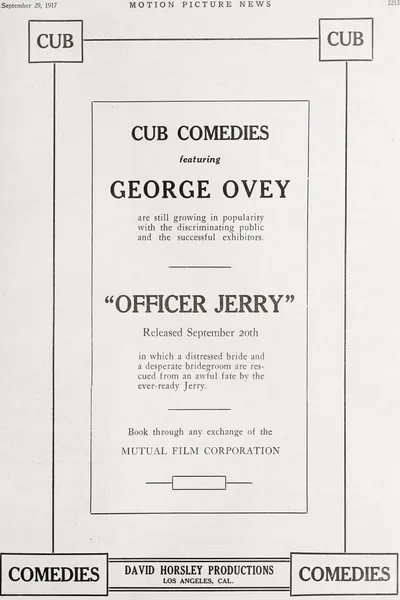 September 29, 1917
MOTION PICTURE NEWS
2215
CUB
CUB
CUB COMEDIES
featuring
GEORGE OVEY
are still growing in popularity
with the discriminating public
and the successful exhibitors.
"OFFICER JERRY"
Released September 20th
in which a distressed bride and
a desperate bridegroom are res-
cued from an awful fate by the
ever-ready Jerry.
Book through any exchange of the
MUTUAL FILM CORPORATION
COMEDIES
DAVID HORSLEY PRODUCTIONS
LOS ANGELES, CAL.
COMEDIES